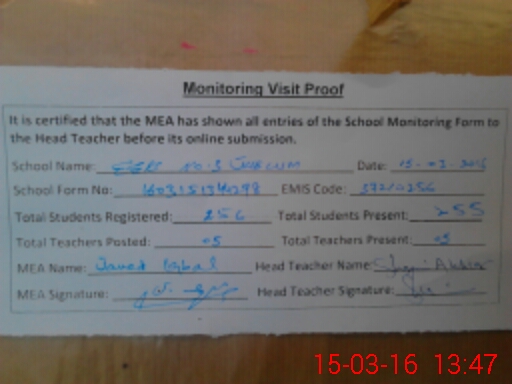 Monitoring Visit Proof
It is certified that the MEA has shown all entries of the School Monitoring Form to
the Head Teacher before its online submission.
School Name: No. 3 Date: 15-03-2016
School Form No: EMIS Code: 37210256
Total Students Registered: 256 Total Students Present: 255
Total Teachers Posted: 05 Total Teachers Present: 05
MEA Name: Javed Iqbal Head Teacher Name:
MEA Signature: Head Teacher Signature:
15-03-16 13:47